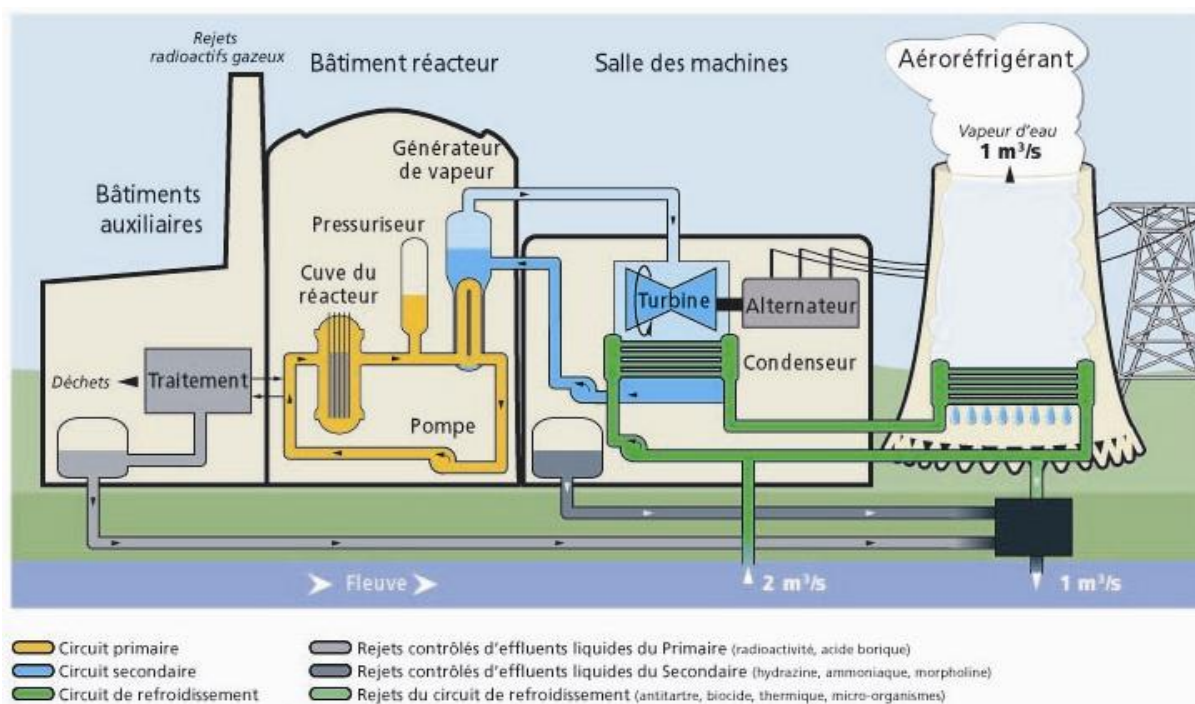 Rejets
radioactifs gazeux
Bâtiment réacteur
Salle des machines
Aéroréfrigérant
Vapeur d'eau
1 m³/s
Générateur
de vapeur
Bâtiments
auxiliaires
Pressuriseur
Cuve du
réacteur
Turbine
Alternateur
Condenseur
Déchets
Traitement
Pompe
Fleuve
2 m³/s
1 m³/s
Circuit primaire
Circuit secondaire
Circuit de refroidissement
Rejets contrôlés d'effluents liquides du Primaire (radioactivité, acide borique)
Rejets contrôlés d'effluents liquides du Secondaire (hydrazine, ammoniaque, morpholine)
Rejets du circuit de refroidissement (antitartre, biocide, thermique, micro-organismes)